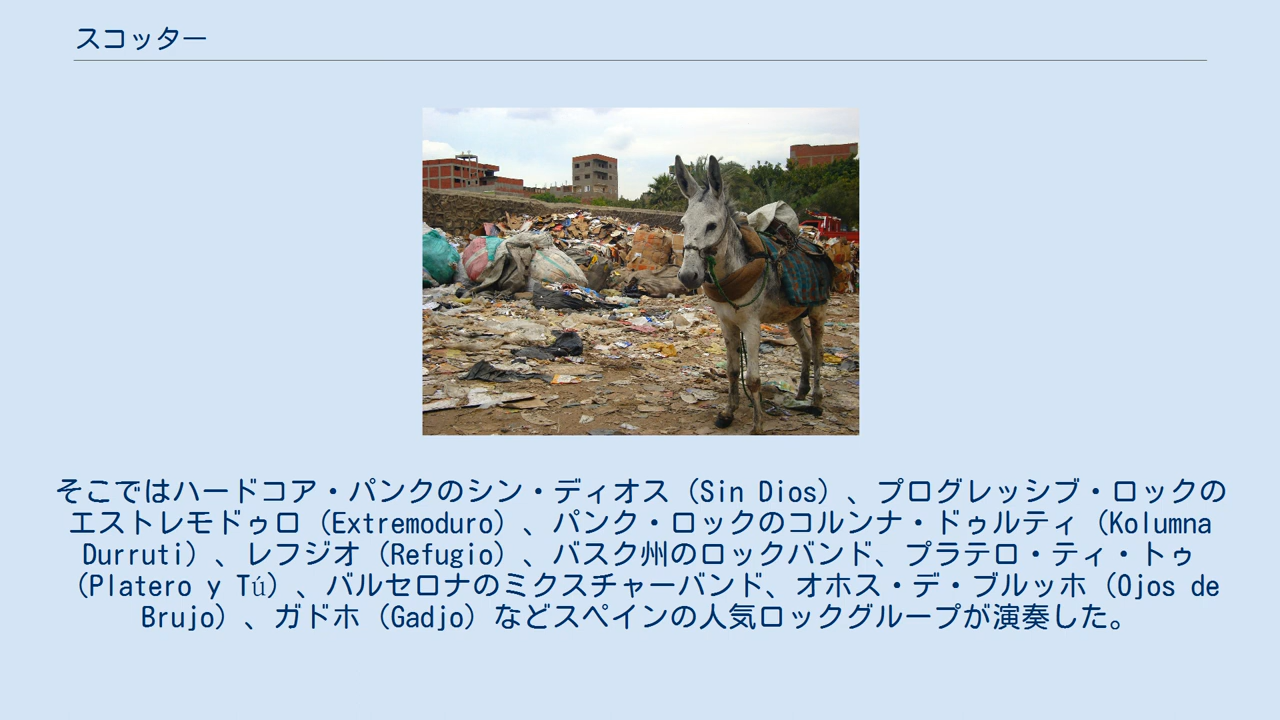 スコッター
そこではハードコア・パンクのシン・ディオス（Sin Dios）、プログレッシブ・ロックの
エストレモドゥロ（Extremoduro）、パンク・ロックのコルンナ・ドゥルティ（Kolumna
Durruti）、レフジオ（Refugio）、バスク州のロックバンド、プラテロ・ティ・トゥ
（Platero y Tú）、バルセロナのミクスチャーバンド、オホス・デ・ブルッホ（Ojos de
Brujo）、ガドホ（Gadjo）などスペインの人気ロックグループが演奏した。